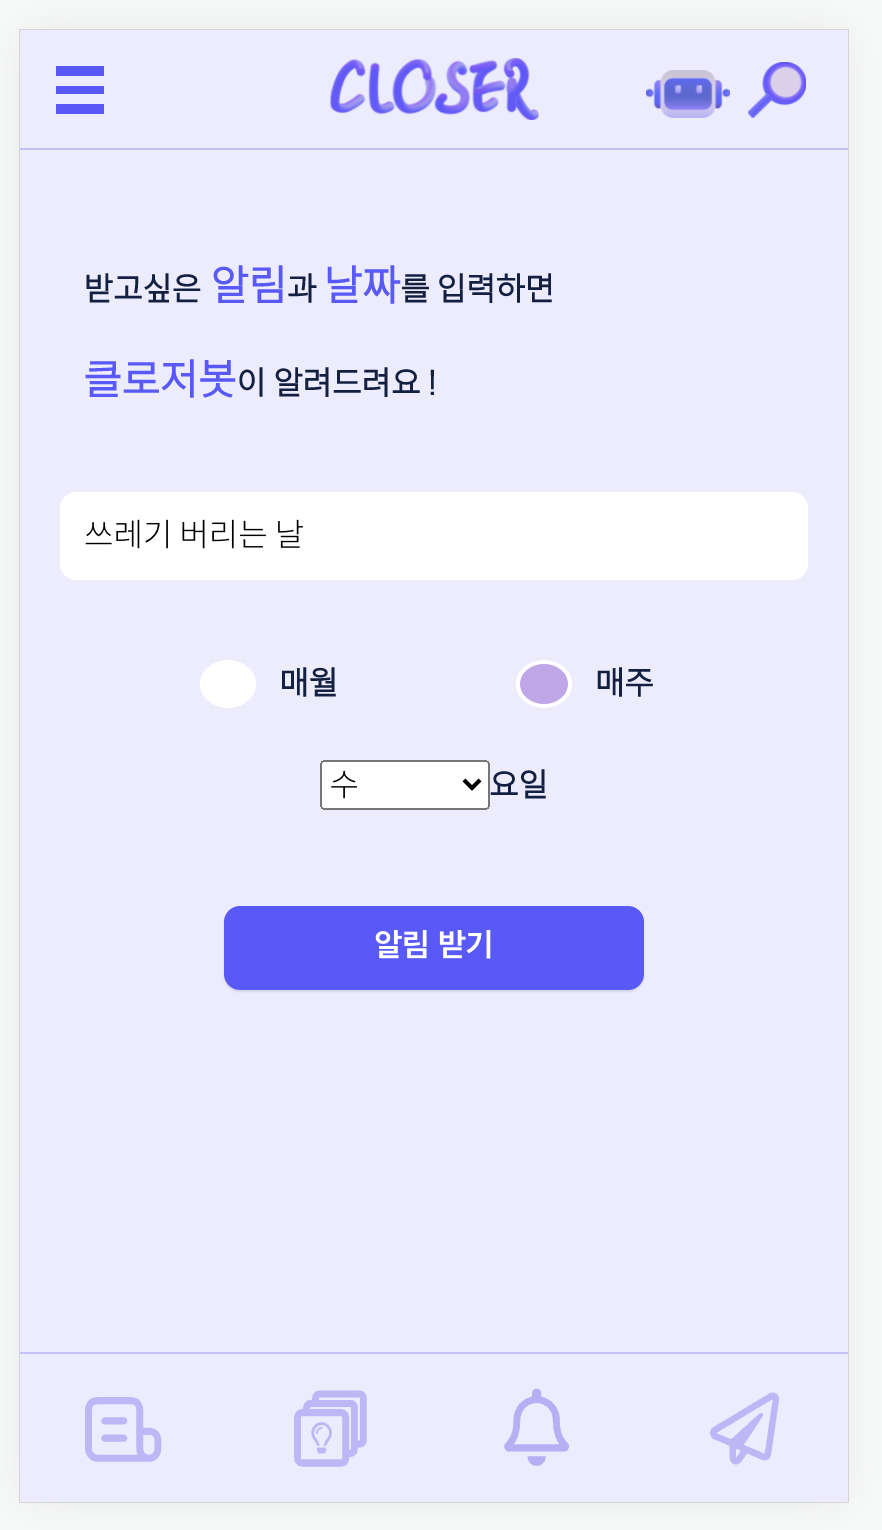 CLOSER
받고싶은 알림과 날짜를 입력하면
클로저봇이 알려드려요 !
쓰레기 버리는 날
매월 매주
수 요일
알림 받기